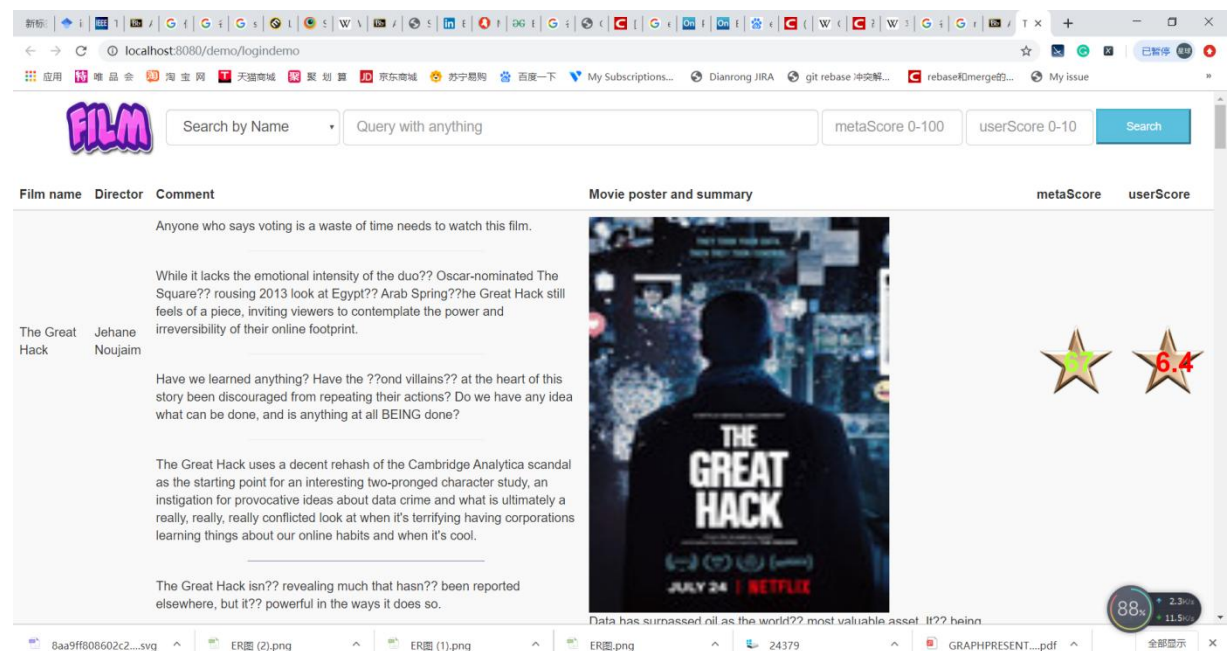 新标
localhost:8080/demo/logindemo
已暂停
应用 唯品会 淘宝网 天猫商城 聚划算 京东商城 苏宁易购 百度一下 My Subscriptions... Dianrong JIRA git rebase 冲突解... rebase和merge的... My issue »
FILM Search by Name Query with anything metaScore 0-100 userScore 0-10 Search
Film name Director Comment Movie poster and summary metaScore userScore
The Great Hack
Jehane Noujaim
Anyone who says voting is a waste of time needs to watch this film.
While it lacks the emotional intensity of the duo?? Oscar-nominated The
Square?? rousing 2013 look at Egypt?? Arab Spring??he Great Hack still
feels of a piece, inviting viewers to contemplate the power and
irreversibility of their online footprint.
Have we learned anything? Have the ??ond villains?? at the heart of this
story been discouraged from repeating their actions? Do we have any idea
what can be done, and is anything at all BEING done?
The Great Hack uses a decent rehash of the Cambridge Analytica scandal
as the starting point for an interesting two-pronged character study, an
instigation for provocative ideas about data crime and what is ultimately a
really, really, really conflicted look at when it's terrifying having corporations
learning things about our online habits and when it's cool.
The Great Hack isn?? revealing much that hasn?? been reported
elsewhere, but it?? powerful in the ways it does so.
THEY TOOK YOUR DATA.
THEN THEY TOOK CONTROL.
THE
GREAT
HACK
JULY 24 | NETFLIX
Data has surpassed oil as the world?? most valuable asset. It?? being
67
6.4
88%
2.3K/s
11.5K/s
8aa9ff808602c2....svg ER图 (2).png ER图 (1).png ER图.png 24379 GRAPHPRESENT....pdf 全部显示